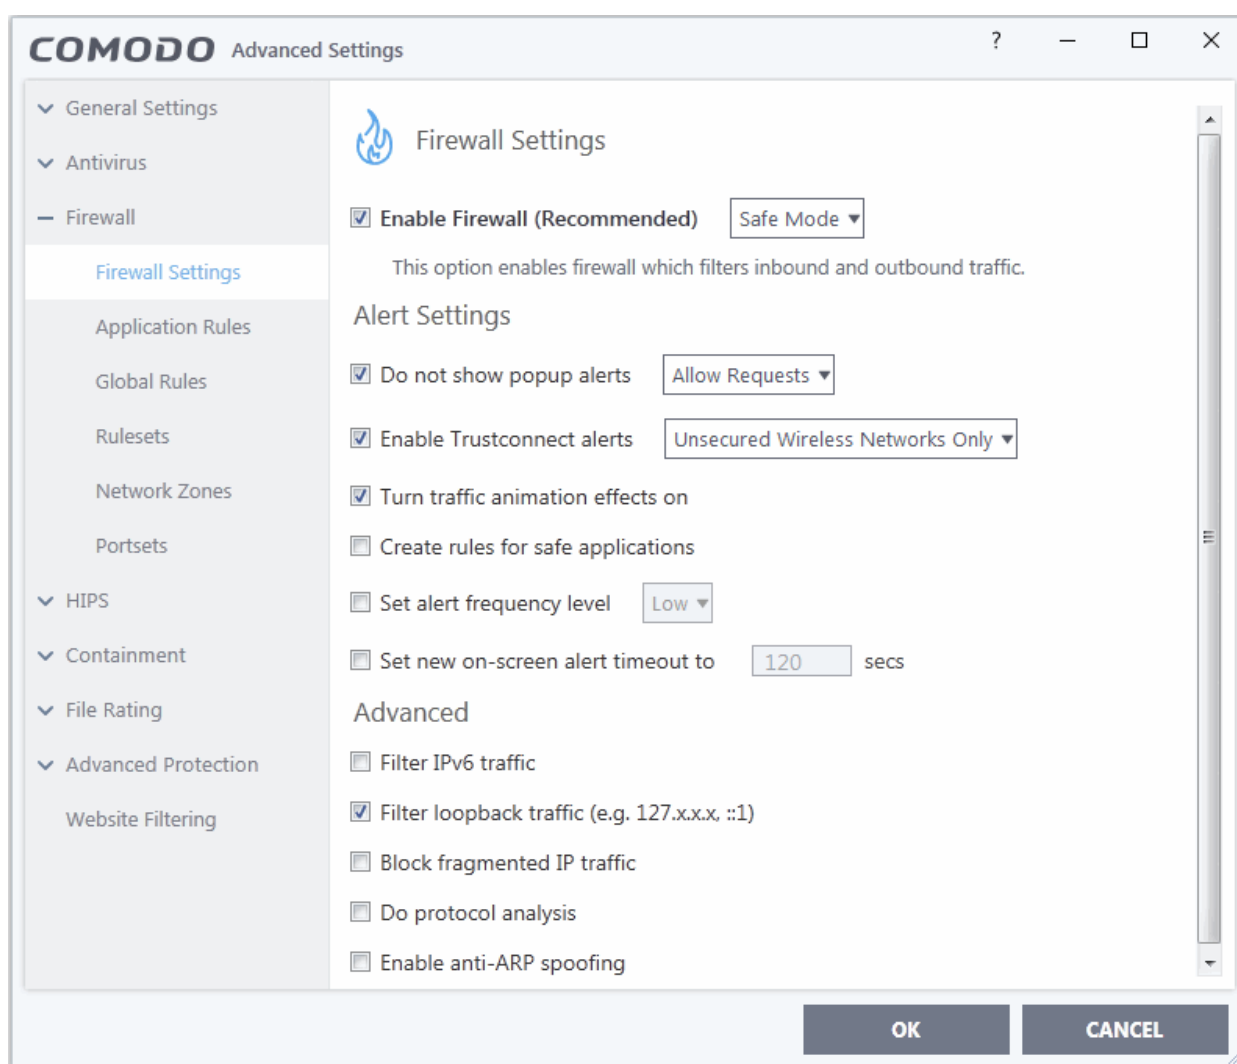 COMODO Advanced Settings ?
General Settings
Antivirus
Firewall
Firewall Settings
Application Rules
Global Rules
Rulesets
Network Zones
Portsets
HIPS
Containment
File Rating
Advanced Protection
Website Filtering
Firewall Settings
Enable Firewall (Recommended) Safe Mode
This option enables firewall which filters inbound and outbound traffic.
Alert Settings
Do not show popup alerts Allow Requests
Enable Trustconnect alerts Unsecured Wireless Networks Only
Turn traffic animation effects on
Create rules for safe applications
Set alert frequency level Low
Set new on-screen alert timeout to 120 secs
Advanced
Filter IPv6 traffic
Filter loopback traffic (e.g. 127.x.x.x, ::1)
Block fragmented IP traffic
Do protocol analysis
Enable anti-ARP spoofing
OK CANCEL